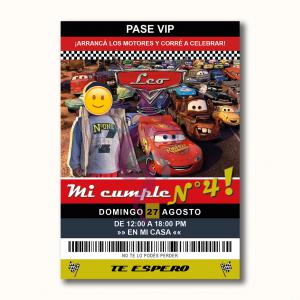 PASE VIP
¡ARRANCÁ LOS MOTORES Y CORRÉ A CELEBRAR!
Leo
Mi cumple Nº4!
DOMINGO 27 AGOSTO
DE 12:00 A 18:00 PM
»» EN MI CASA ««
NO TE LO PODÉS PERDER
TE ESPERO